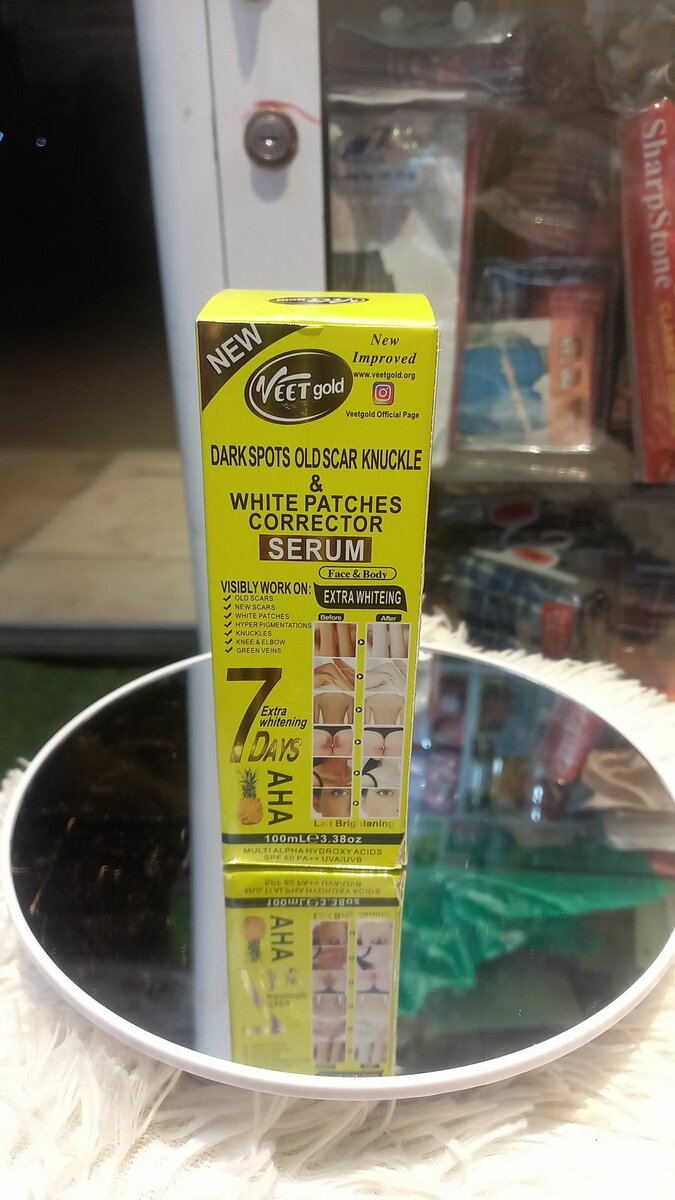 VEET gold
NEW
New
Improved
www.veetgold.org
VEET gold
Veetgold Official Page
DARK SPOTS OLD SCAR KNUCKLE
&
WHITE PATCHES
CORRECTOR
SERUM
Face & Body
VISIBLY WORK ON:
EXTRA WHITEING
OLD SCARS
NEW SCARS
WHITE PATCHES
HYPER PIGMENTATIONS
KNUCKLES
KNEE & ELBOW
GREEN VEINS
Before
After
7
Extra
whitening
DAYS
AHA
Lait Brightening
100mL℮3.38oz
MULTI ALPHA HYDROXY ACIDS
SPF 60 PA++ UVA/UVB
SharpStone